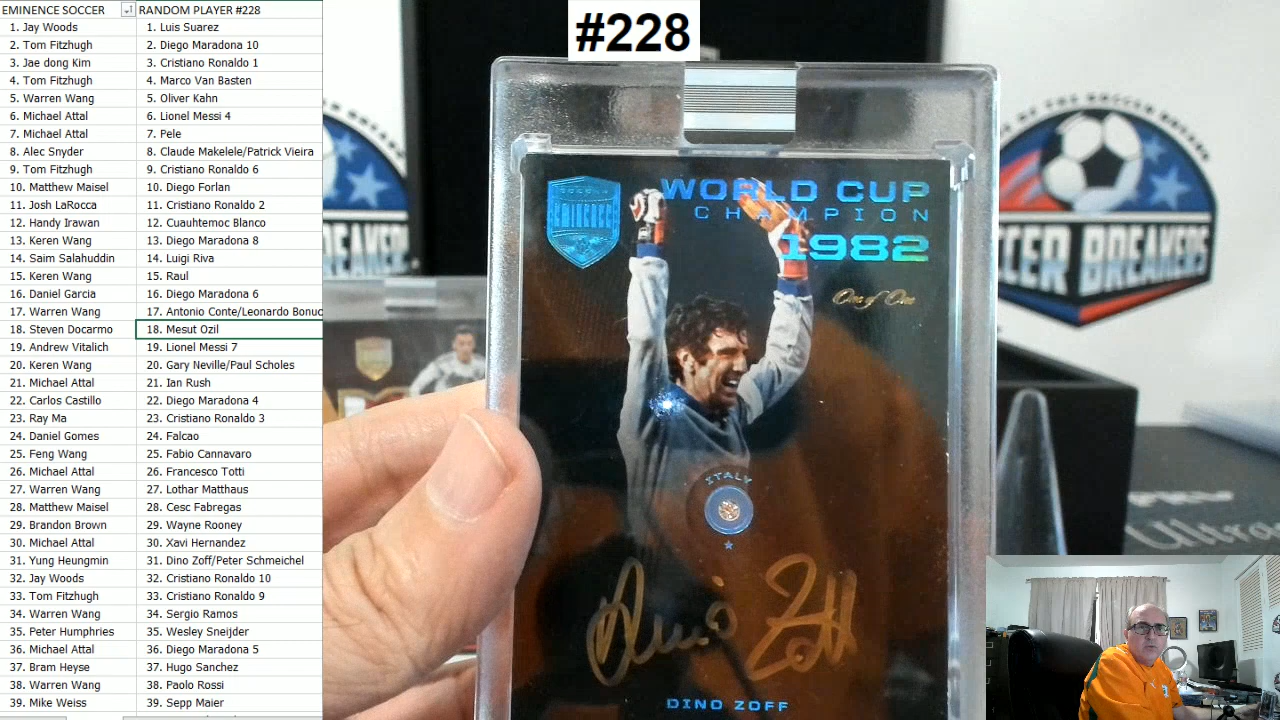 EMINENCE SOCCER RANDOM PLAYER #228
1. Jay Woods 1. Luis Suarez
2. Tom Fitzhugh 2. Diego Maradona 10
3. Jae dong Kim 3. Cristiano Ronaldo 1
4. Tom Fitzhugh 4. Marco Van Basten
5. Warren Wang 5. Oliver Kahn
6. Michael Attal 6. Lionel Messi 4
7. Michael Attal 7. Pele
8. Alec Snyder 8. Claude Makelele/Patrick Vieira
9. Tom Fitzhugh 9. Cristiano Ronaldo 6
10. Matthew Maisel 10. Diego Forlan
11. Josh LaRocca 11. Cristiano Ronaldo 2
12. Handy Irawan 12. Cuauhtemoc Blanco
13. Keren Wang 13. Diego Maradona 8
14. Saim Salahuddin 14. Luigi Riva
15. Keren Wang 15. Raul
16. Daniel Garcia 16. Diego Maradona 6
17. Warren Wang 17. Antonio Conte/Leonardo Bonuc
18. Steven Docarmo 18. Mesut Ozil
19. Andrew Vitalich 19. Lionel Messi 7
20. Keren Wang 20. Gary Neville/Paul Scholes
21. Michael Attal 21. Ian Rush
22. Carlos Castillo 22. Diego Maradona 4
23. Ray Ma 23. Cristiano Ronaldo 3
24. Daniel Gomes 24. Falcao
25. Feng Wang 25. Fabio Cannavaro
26. Michael Attal 26. Francesco Totti
27. Warren Wang 27. Lothar Matthaus
28. Matthew Maisel 28. Cesc Fabregas
29. Brandon Brown 29. Wayne Rooney
30. Michael Attal 30. Xavi Hernandez
31. Yung Heungmin 31. Dino Zoff/Peter Schmeichel
32. Jay Woods 32. Cristiano Ronaldo 10
33. Tom Fitzhugh 33. Cristiano Ronaldo 9
34. Warren Wang 34. Sergio Ramos
35. Peter Humphries 35. Wesley Sneijder
36. Michael Attal 36. Diego Maradona 5
37. Bram Heyse 37. Hugo Sanchez
38. Warren Wang 38. Paolo Rossi
39. Mike Weiss 39. Sepp Maier
#228
SOCCER
EMINENCE
WORLD CUP
CHAMPION
1982
One of One
ITALY
Dino Zoff
DINO ZOFF
CER BREAKERS